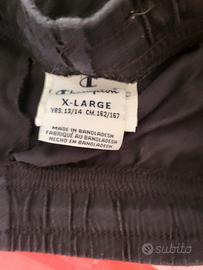 Champion
X-LARGE
YRS. 13/14 CM. 162/167
MADE IN BANGLADESH
FABRIQUÉ AU BANGLADESH
HECHO EN BANGLADESH
subito